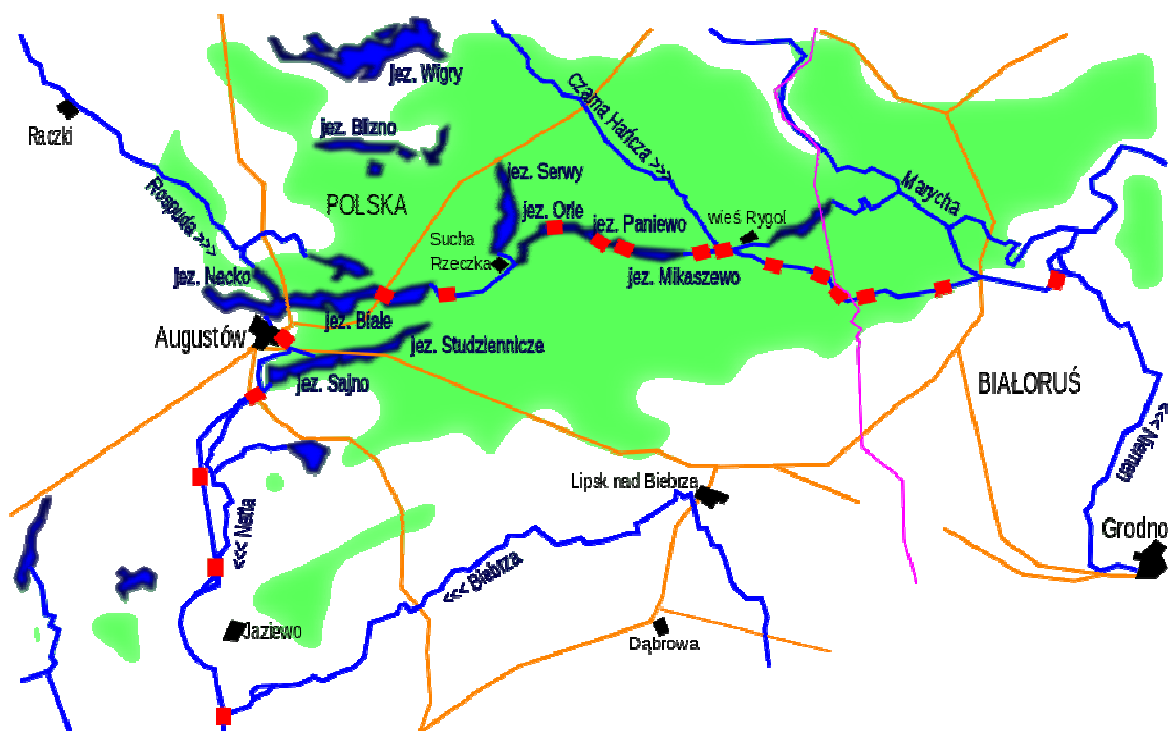 jez. Wigry
Raczki
jez. Blizno
Czarna Hańcza >>>
jez. Serwy
Rospuda >>>
POLSKA
jez. Orle
jez. Paniewo
wieś Rygol
Marycha
Sucha
Rzeczka
jez. Necko
jez. Mikaszewo
jez. Białe
Augustów
jez. Studziennicze
jez. Sajno
BIAŁORUŚ
<<< Niemen
Lipsk nad Biebrzą
<<< Netta
Grodno
<<< Biebrza
Jaziewo
Dąbrowa